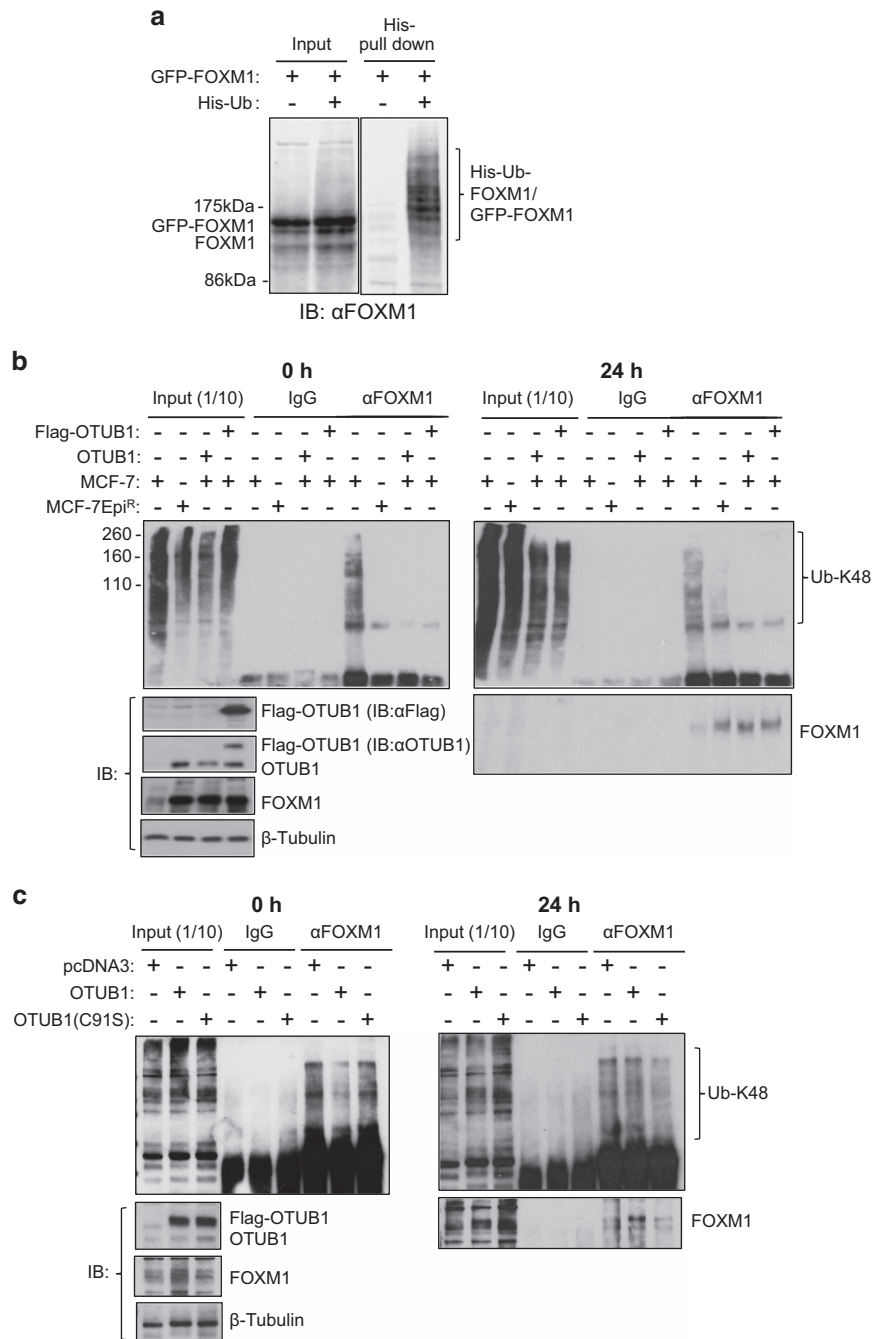 a
Input
His-
pull down
GFP-FOXM1: + + + +
His-Ub: - + - +
175kDa -
GFP-FOXM1
FOXM1
86kDa -
His-Ub-
FOXM1/
GFP-FOXM1
IB: αFOXM1
b
0 h
24 h
Input (1/10) IgG αFOXM1
Input (1/10) IgG αFOXM1
Flag-OTUB1: - - - + - - - + - - - + - - - + - - - + - - - +
OTUB1: - - + - - - + - - - + - - - + - - - + - - - + -
MCF-7: + - + + + - + + + - + + + - + + + - + + + - + +
MCF-7Epiᴿ: - + - - - + - - - + - - - + - - - + - - - + - -
260 -
160 -
110 -
Ub-K48
Flag-OTUB1 (IB:αFlag)
Flag-OTUB1 (IB:αOTUB1)
OTUB1
IB:
FOXM1
β-Tubulin
FOXM1
c
0 h
24 h
Input (1/10) IgG αFOXM1
Input (1/10) IgG αFOXM1
pcDNA3: + - - + - - + - - + - - + - - + - -
OTUB1: - + - - + - - + - - + - - + - - + -
OTUB1(C91S): - - + - - + - - + - - + - - + - - +
Ub-K48
Flag-OTUB1
OTUB1
IB:
FOXM1
β-Tubulin
FOXM1